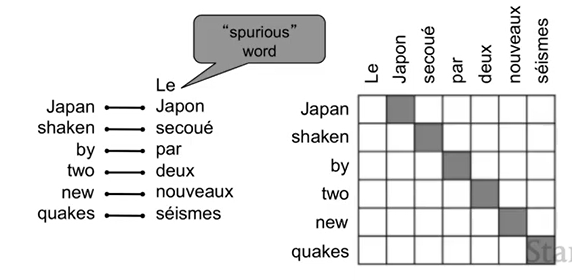 “spurious”
word
Le
Japan Japon
shaken secoué
by par
two deux
new nouveaux
quakes séismes
Le Japon secoué par deux nouveaux séismes
Japan
shaken
by
two
new
quakes